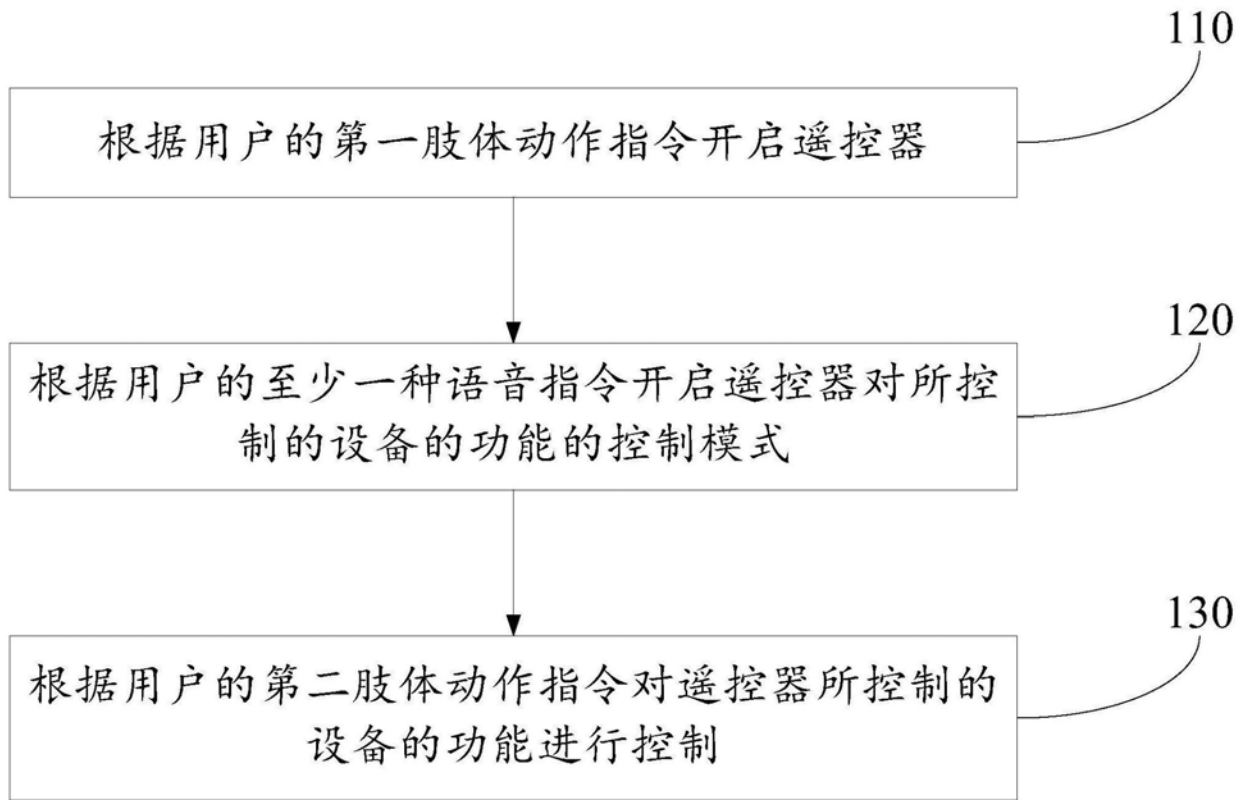 110
根据用户的第一肢体动作指令开启遥控器
120
根据用户的至少一种语音指令开启遥控器对所控
制的设备的功能的控制模式
130
根据用户的第二肢体动作指令对遥控器所控制的
设备的功能进行控制